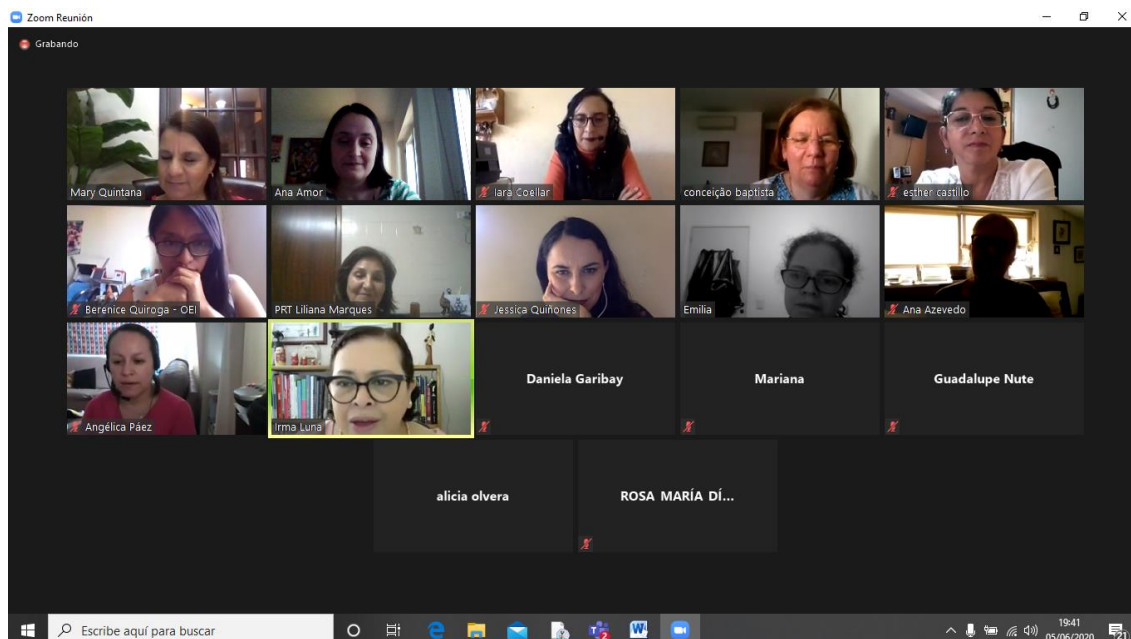 Zoom Reunión
Grabando
Mary Quintana
Ana Amor
Iara Coellar
conceição baptista
esther castillo
Berenice Quiroga - OEI
PRT Liliana Marques
Jessica Quiñones
Emilia
Ana Azevedo
Angélica Páez
Irma Luna
Daniela Garibay
Mariana
Guadalupe Nute
alicia olvera
ROSA MARÍA DÍ...
Escribe aquí para buscar
19:41
05/06/2020